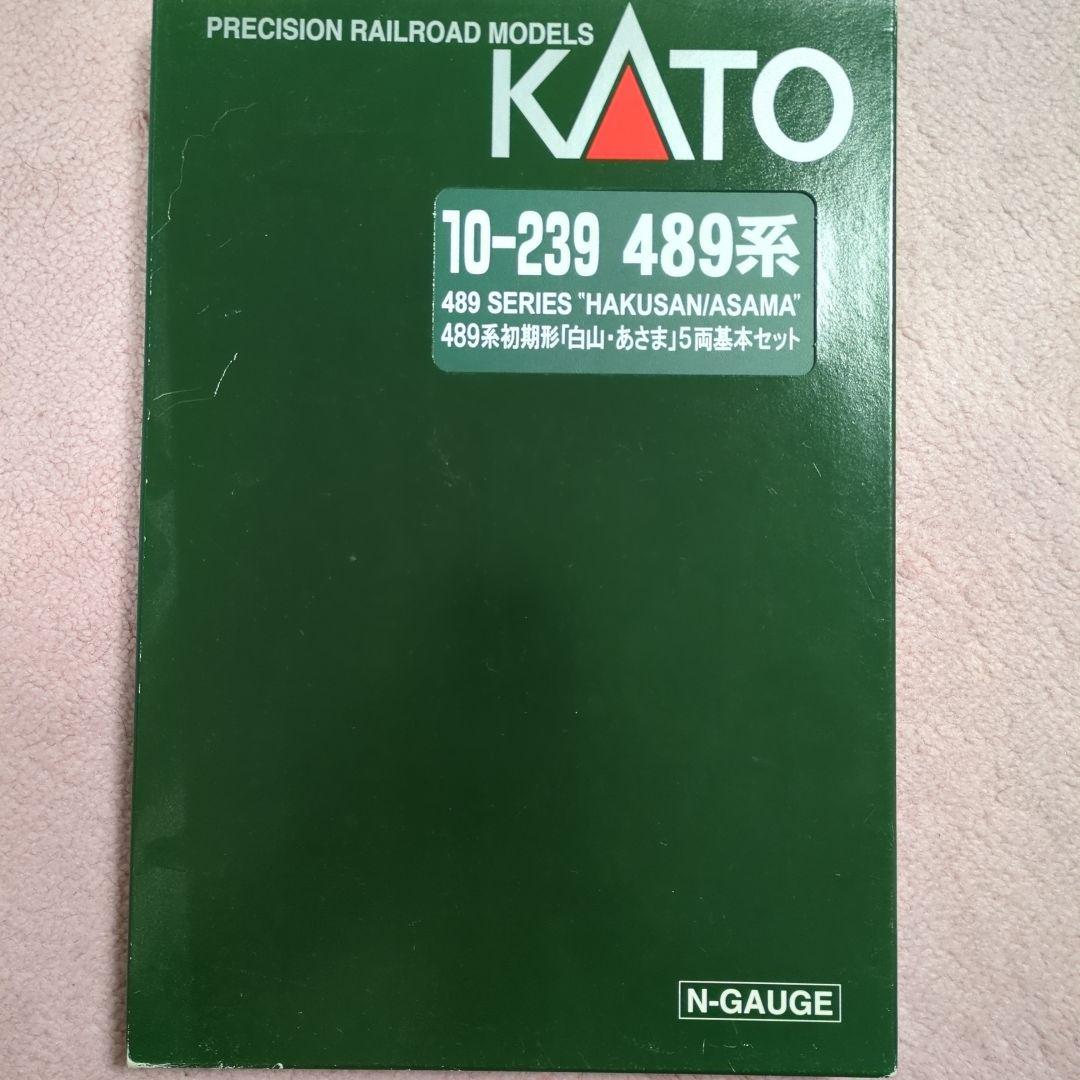 PRECISION RAILROAD MODELS
KATO
10-239 489系
489 SERIES "HAKUSAN/ASAMA"
489系初期形「白山・あさま」5両基本セット
N-GAUGE